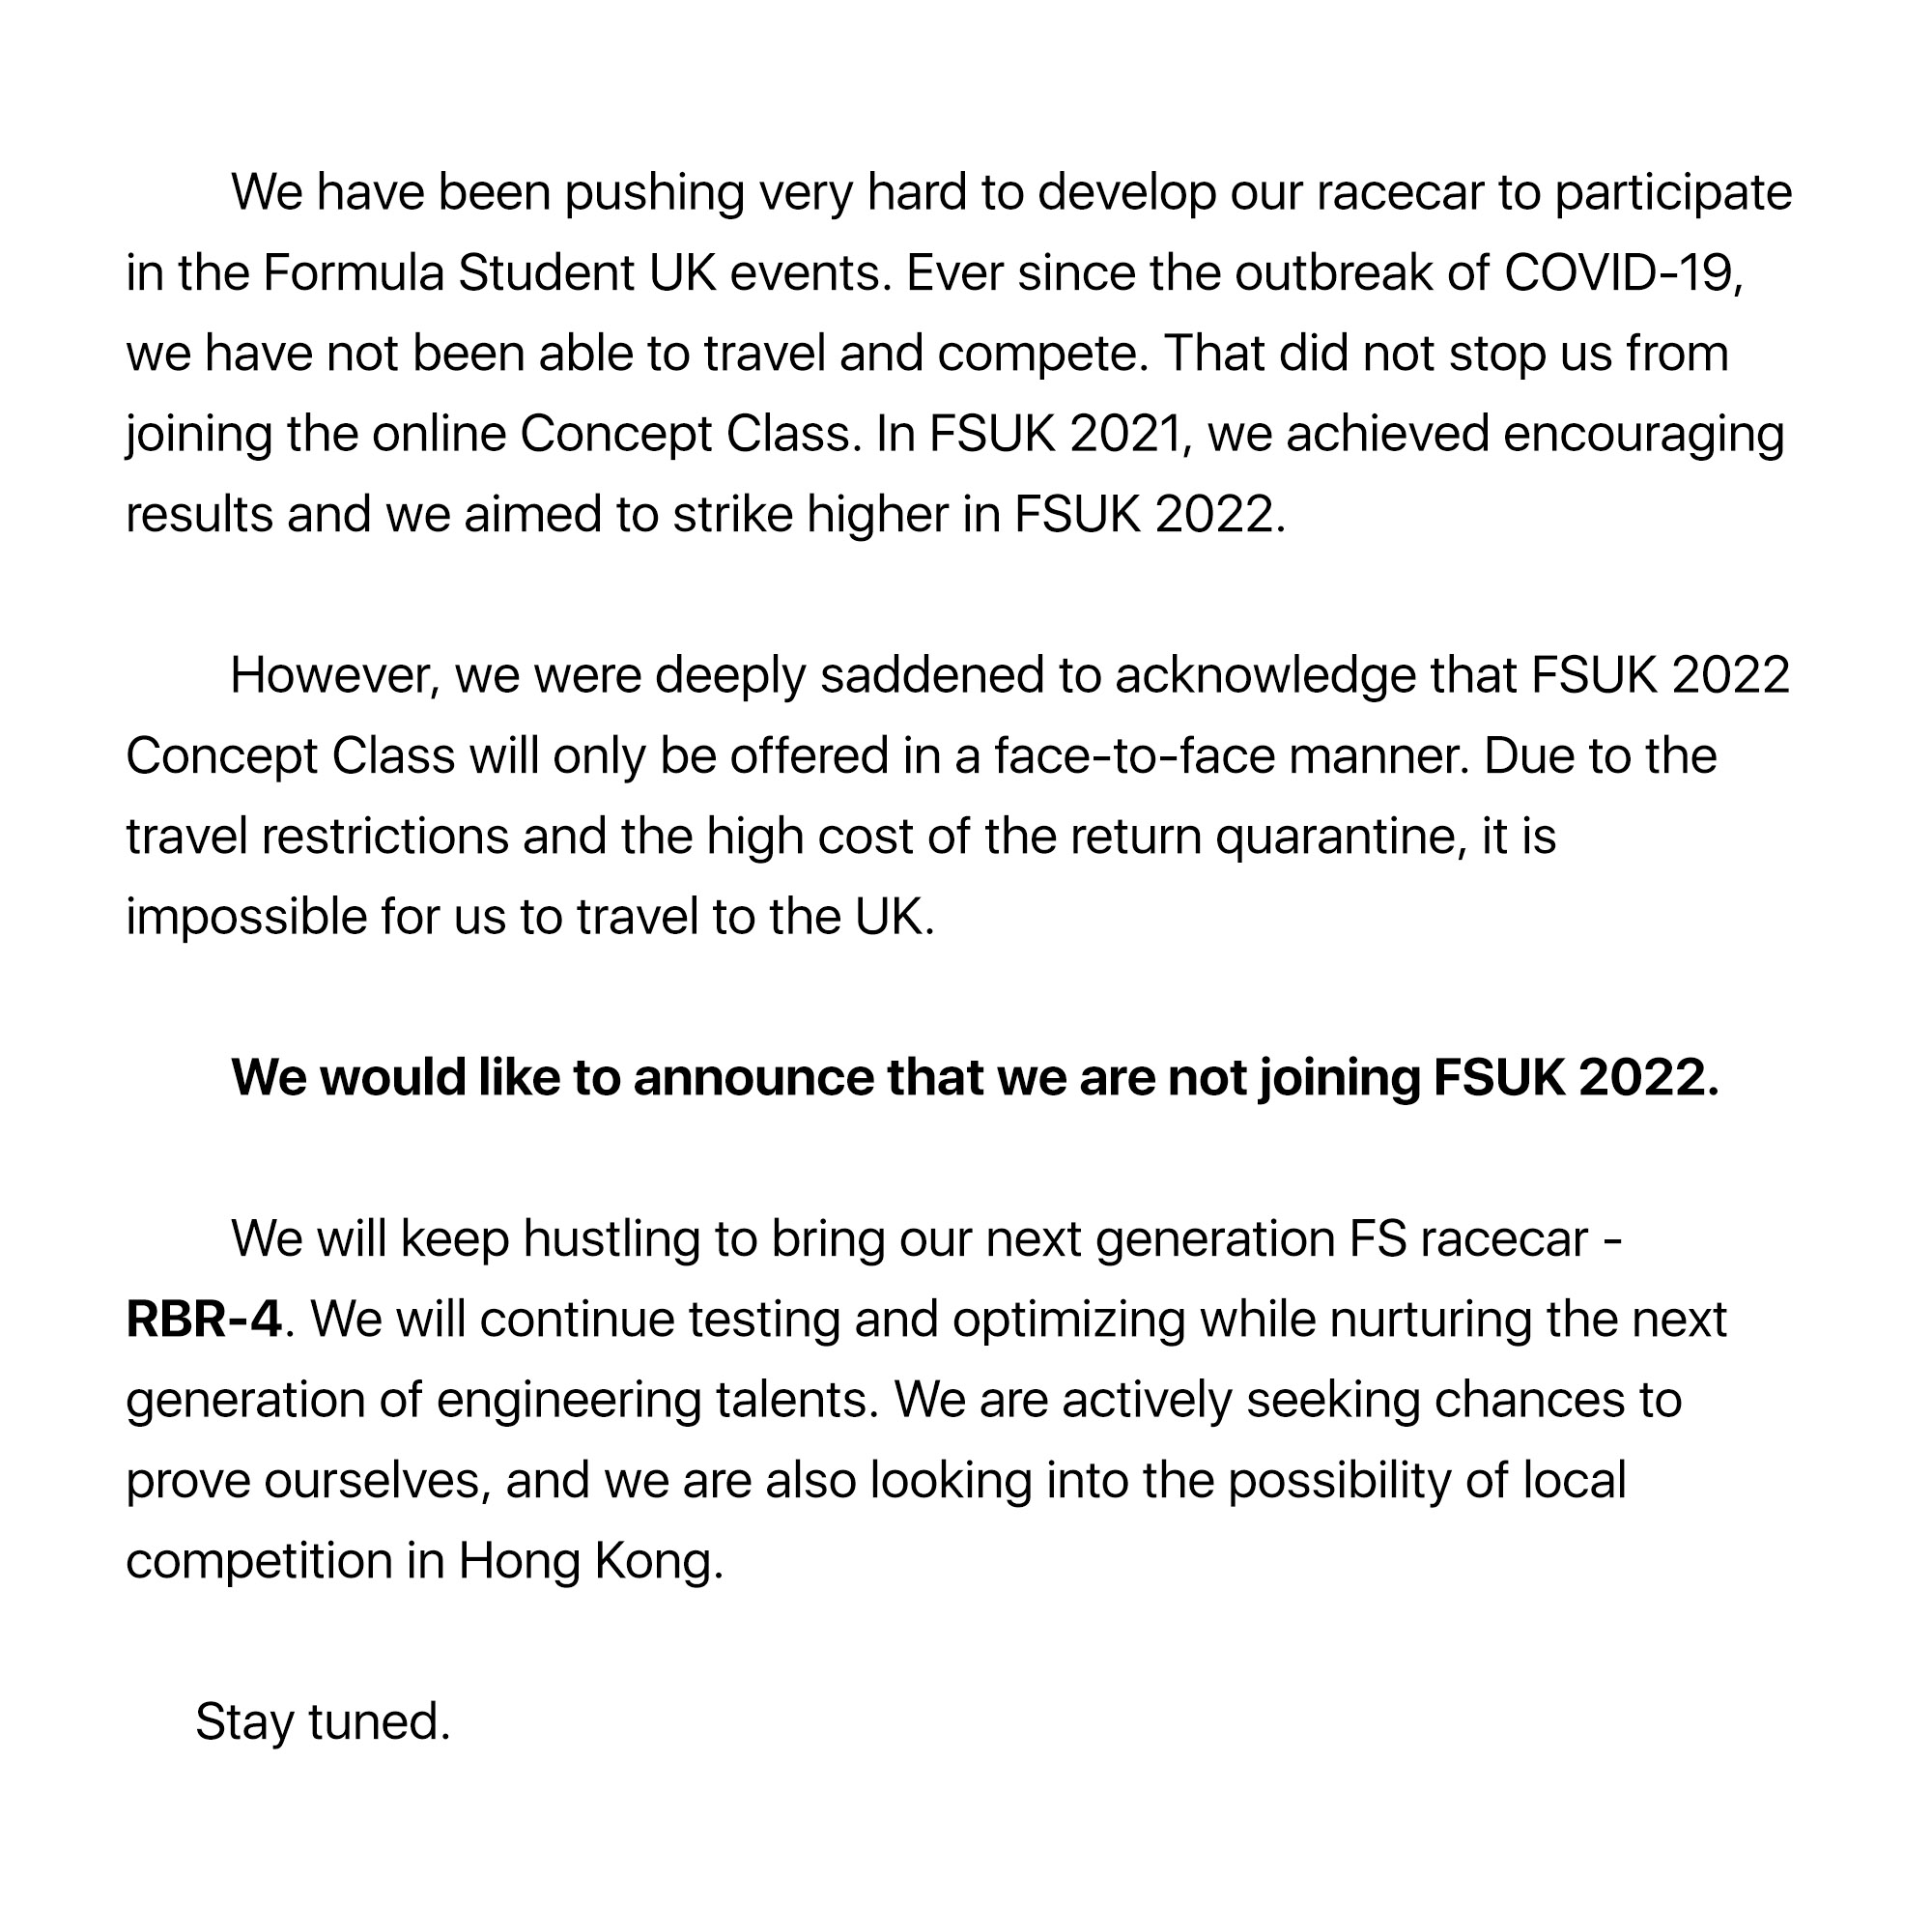 We have been pushing very hard to develop our racecar to participate
in the Formula Student UK events. Ever since the outbreak of COVID-19,
we have not been able to travel and compete. That did not stop us from
joining the online Concept Class. In FSUK 2021, we achieved encouraging
results and we aimed to strike higher in FSUK 2022.
However, we were deeply saddened to acknowledge that FSUK 2022
Concept Class will only be offered in a face-to-face manner. Due to the
travel restrictions and the high cost of the return quarantine, it is
impossible for us to travel to the UK.
We would like to announce that we are not joining FSUK 2022.
We will keep hustling to bring our next generation FS racecar -
RBR-4. We will continue testing and optimizing while nurturing the next
generation of engineering talents. We are actively seeking chances to
prove ourselves, and we are also looking into the possibility of local
competition in Hong Kong.
Stay tuned.